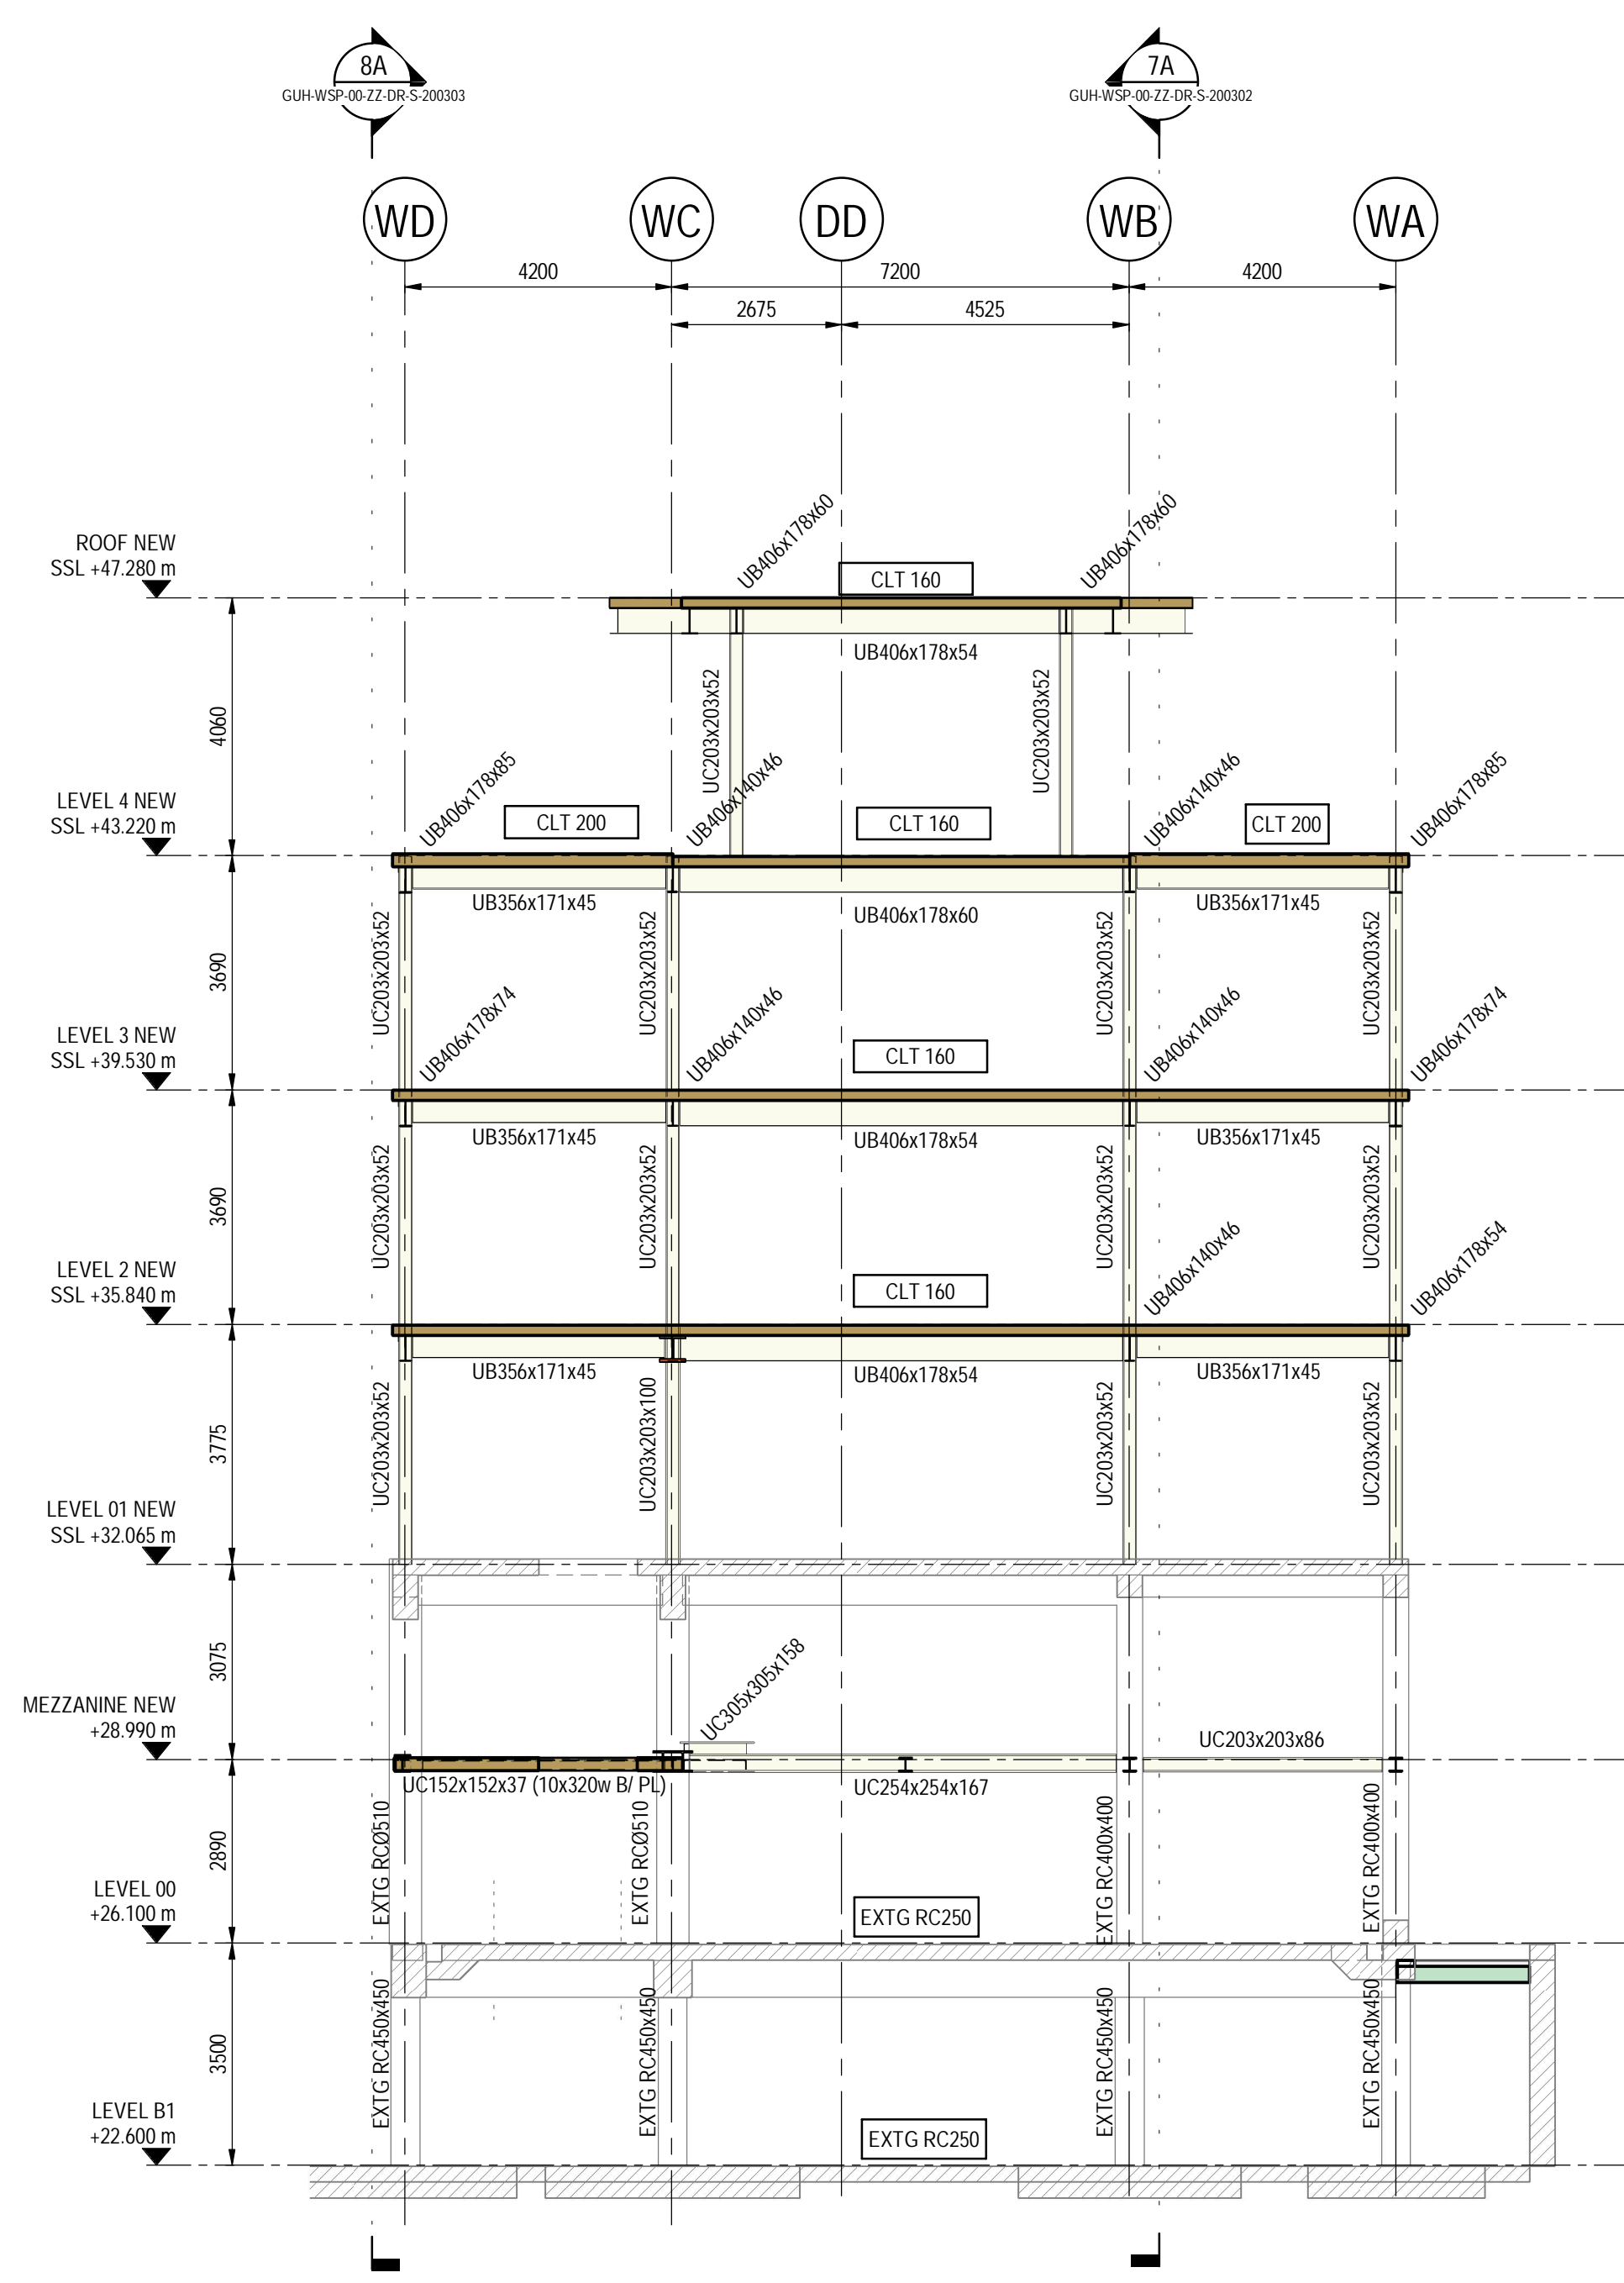 8A
7A
GUH-WSP-00-ZZ-DR-S-200303
GUH-WSP-00-ZZ-DR-S-200302
WD
WC
DD
WB
WA
4200
7200
4200
2675
4525
UB406x178x60
UB406x178x60
ROOF NEW
SSL +47.280 m
CLT 160
UB406x178x54
UC203x203x52
UC203x203x52
4060
UB406x178x85
UB406x140x46
UB406x140x46
UB406x178x85
LEVEL 4 NEW
SSL +43.220 m
CLT 200
CLT 160
CLT 200
UB356x171x45
UB406x178x60
UB356x171x45
UC203x203x52
UC203x203x52
UC203x203x52
UC203x203x52
3690
UB406x178x74
UB406x140x46
UB406x140x46
UB406x178x74
LEVEL 3 NEW
SSL +39.530 m
CLT 160
UB356x171x45
UB406x178x54
UB356x171x45
UC203x203x52
UC203x203x52
UC203x203x52
UC203x203x52
3690
UB406x140x46
UB406x178x54
LEVEL 2 NEW
SSL +35.840 m
CLT 160
UB356x171x45
UB406x178x54
UB356x171x45
UC203x203x52
UC203x203x100
UC203x203x52
UC203x203x52
3775
LEVEL 01 NEW
SSL +32.065 m
3075
UC305x305x158
MEZZANINE NEW
+28.990 m
UC203x203x86
UC152x152x37 (10x320w B/ PL)
UC254x254x167
EXTG RCØ510
EXTG RCØ510
EXTG RC400x400
EXTG RC400x400
2890
LEVEL 00
+26.100 m
EXTG RC250
EXTG RC450x450
EXTG RC450x450
EXTG RC450x450
EXTG RC450x450
3500
LEVEL B1
+22.600 m
EXTG RC250